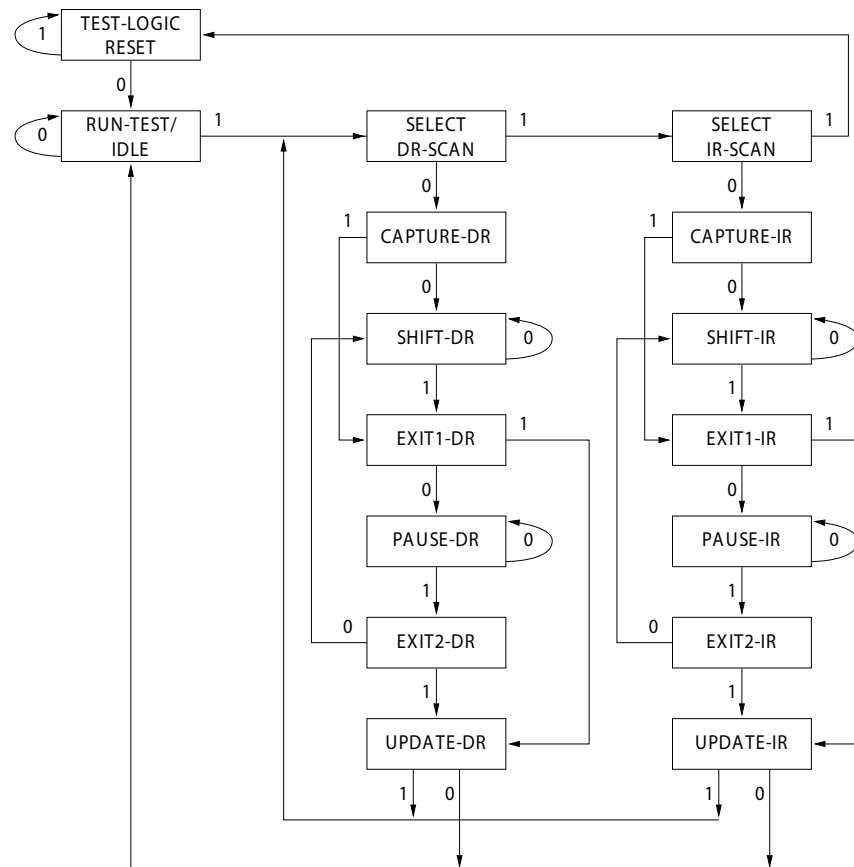 TEST-LOGIC
RESET
1
0
RUN-TEST/
IDLE
0
1
SELECT
DR-SCAN
1
SELECT
IR-SCAN
1
0
0
1
CAPTURE-DR
1
CAPTURE-IR
0
0
SHIFT-DR
0
SHIFT-IR
0
1
1
EXIT1-DR
1
EXIT1-IR
1
0
0
PAUSE-DR
0
PAUSE-IR
0
1
1
0
EXIT2-DR
0
EXIT2-IR
1
1
UPDATE-DR
UPDATE-IR
1
0
1
0